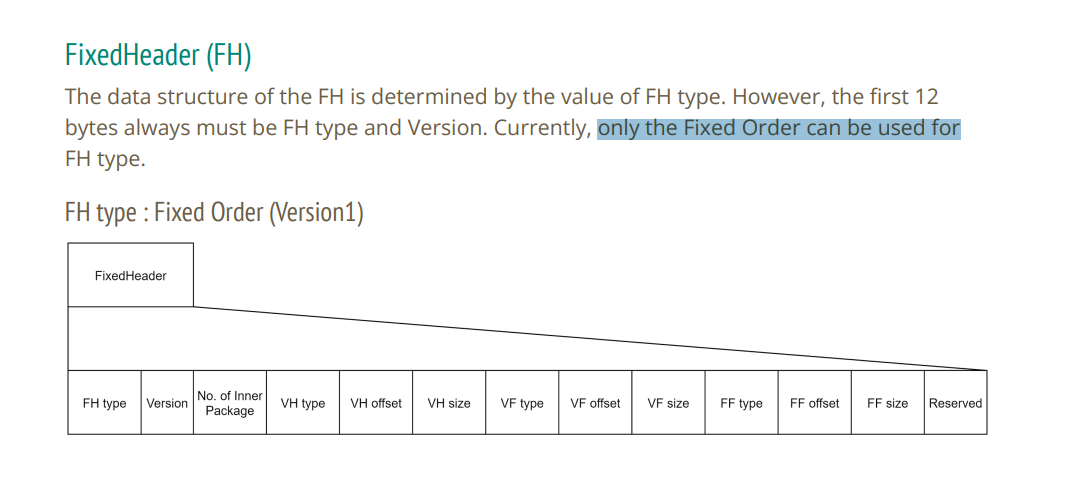 FixedHeader (FH)
The data structure of the FH is determined by the value of FH type. However, the first 12
bytes always must be FH type and Version. Currently, only the Fixed Order can be used for
FH type.
FH type : Fixed Order (Version1)
FixedHeader
FH type
Version
No. of Inner
Package
VH type
VH offset
VH size
VF type
VF offset
VF size
FF type
FF offset
FF size
Reserved